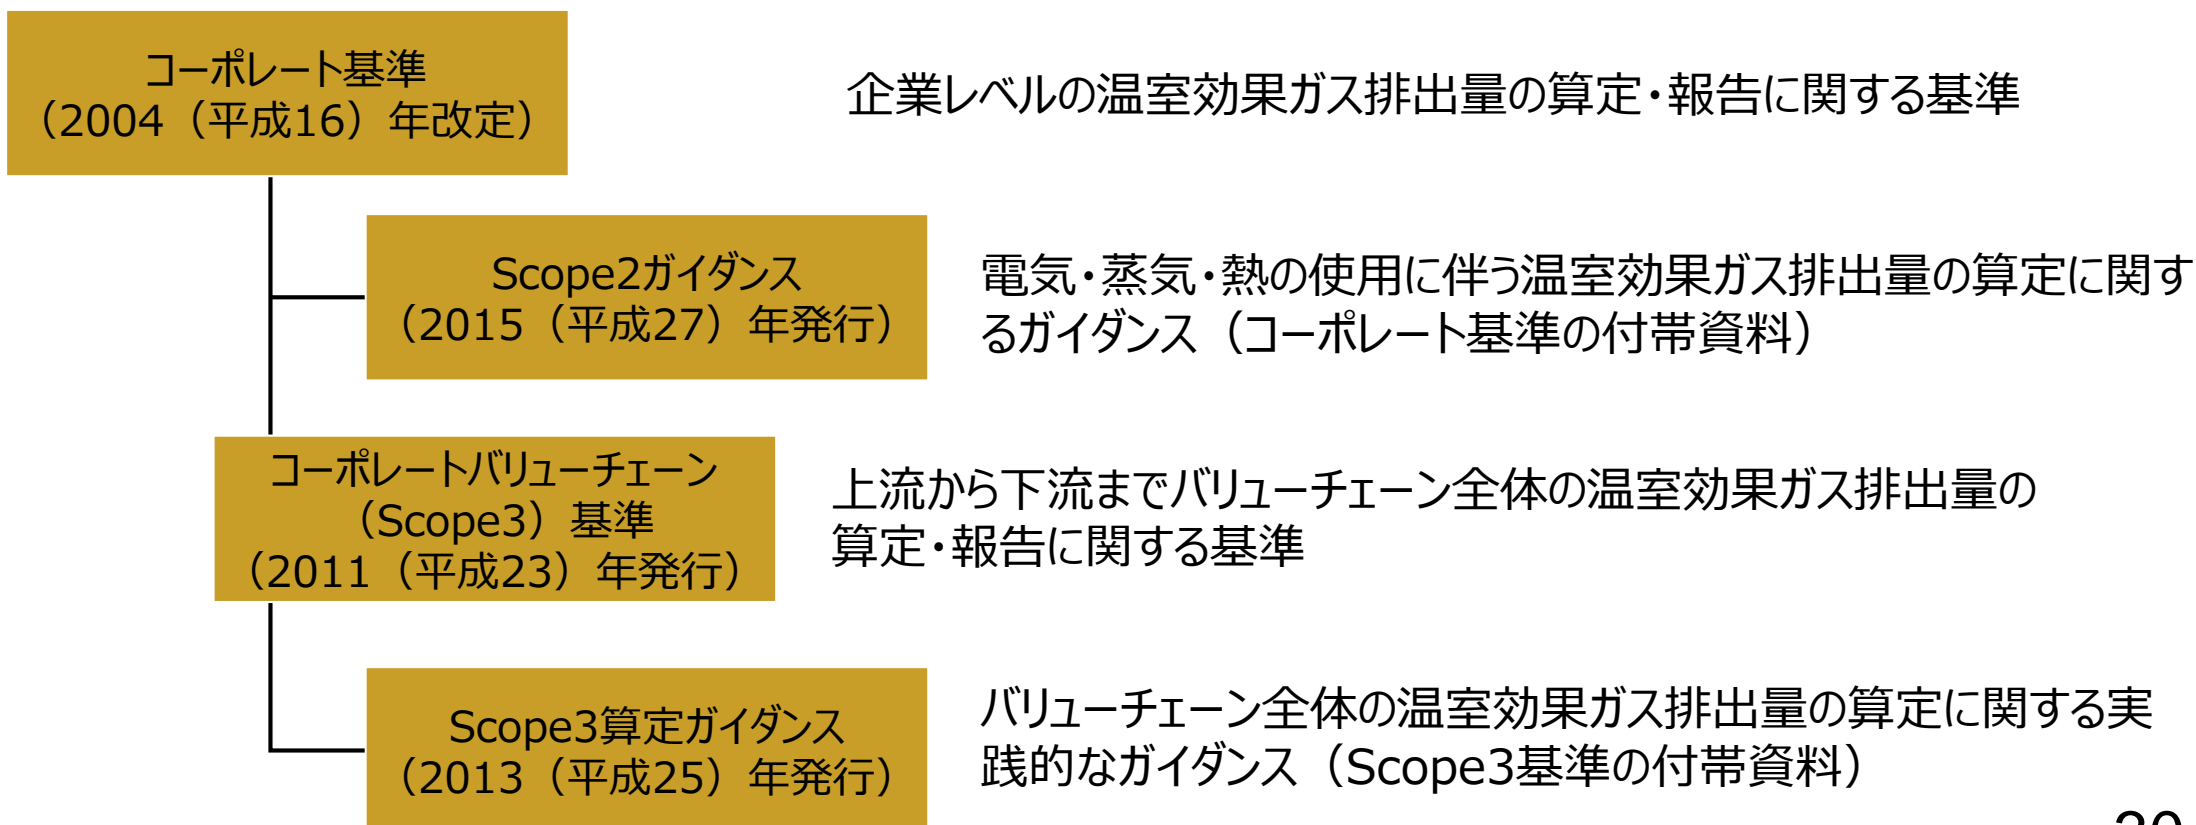 コーポレート基準
（2004（平成16）年改定）
企業レベルの温室効果ガス排出量の算定・報告に関する基準
Scope2ガイダンス
（2015（平成27）年発行）
電気・蒸気・熱の使用に伴う温室効果ガス排出量の算定に関す
るガイダンス（コーポレート基準の付帯資料）
コーポレートバリューチェーン
（Scope3）基準
（2011（平成23）年発行）
上流から下流までバリューチェーン全体の温室効果ガス排出量の
算定・報告に関する基準
Scope3算定ガイダンス
（2013（平成25）年発行）
バリューチェーン全体の温室効果ガス排出量の算定に関する実
践的なガイダンス（Scope3基準の付帯資料）